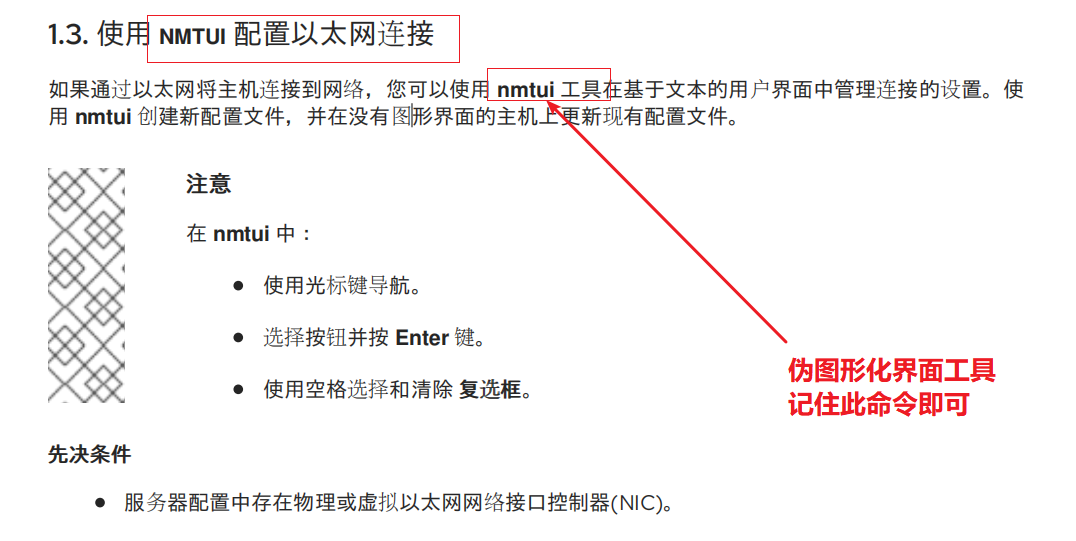 1.3. 使用 NMTUI 配置以太网连接
如果通过以太网将主机连接到网络，您可以使用 nmtui 工具在基于文本的用户界面中管理连接的设置。使
用 nmtui 创建新配置文件，并在没有图形界面的主机上更新现有配置文件。
注意
在 nmtui 中：
● 使用光标键导航。
● 选择按钮并按 Enter 键。
● 使用空格选择和清除 复选框。
伪图形化界面工具
记住此命令即可
先决条件
● 服务器配置中存在物理或虚拟以太网网络接口控制器(NIC)。